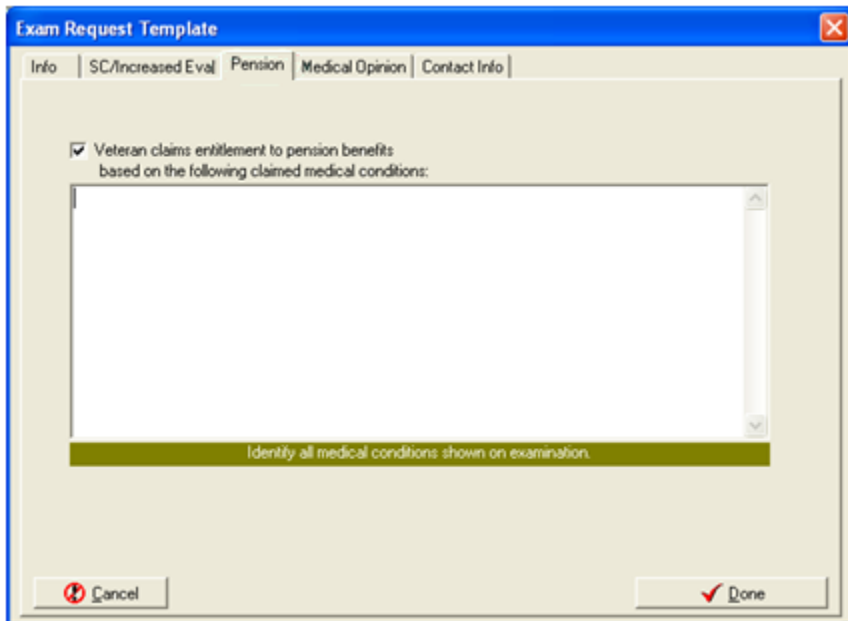 Exam Request Template
Info
SC/Increased Eval
Pension
Medical Opinion
Contact Info
Veteran claims entitlement to pension benefits
based on the following claimed medical conditions:
Identify all medical conditions shown on examination.
Cancel
Done